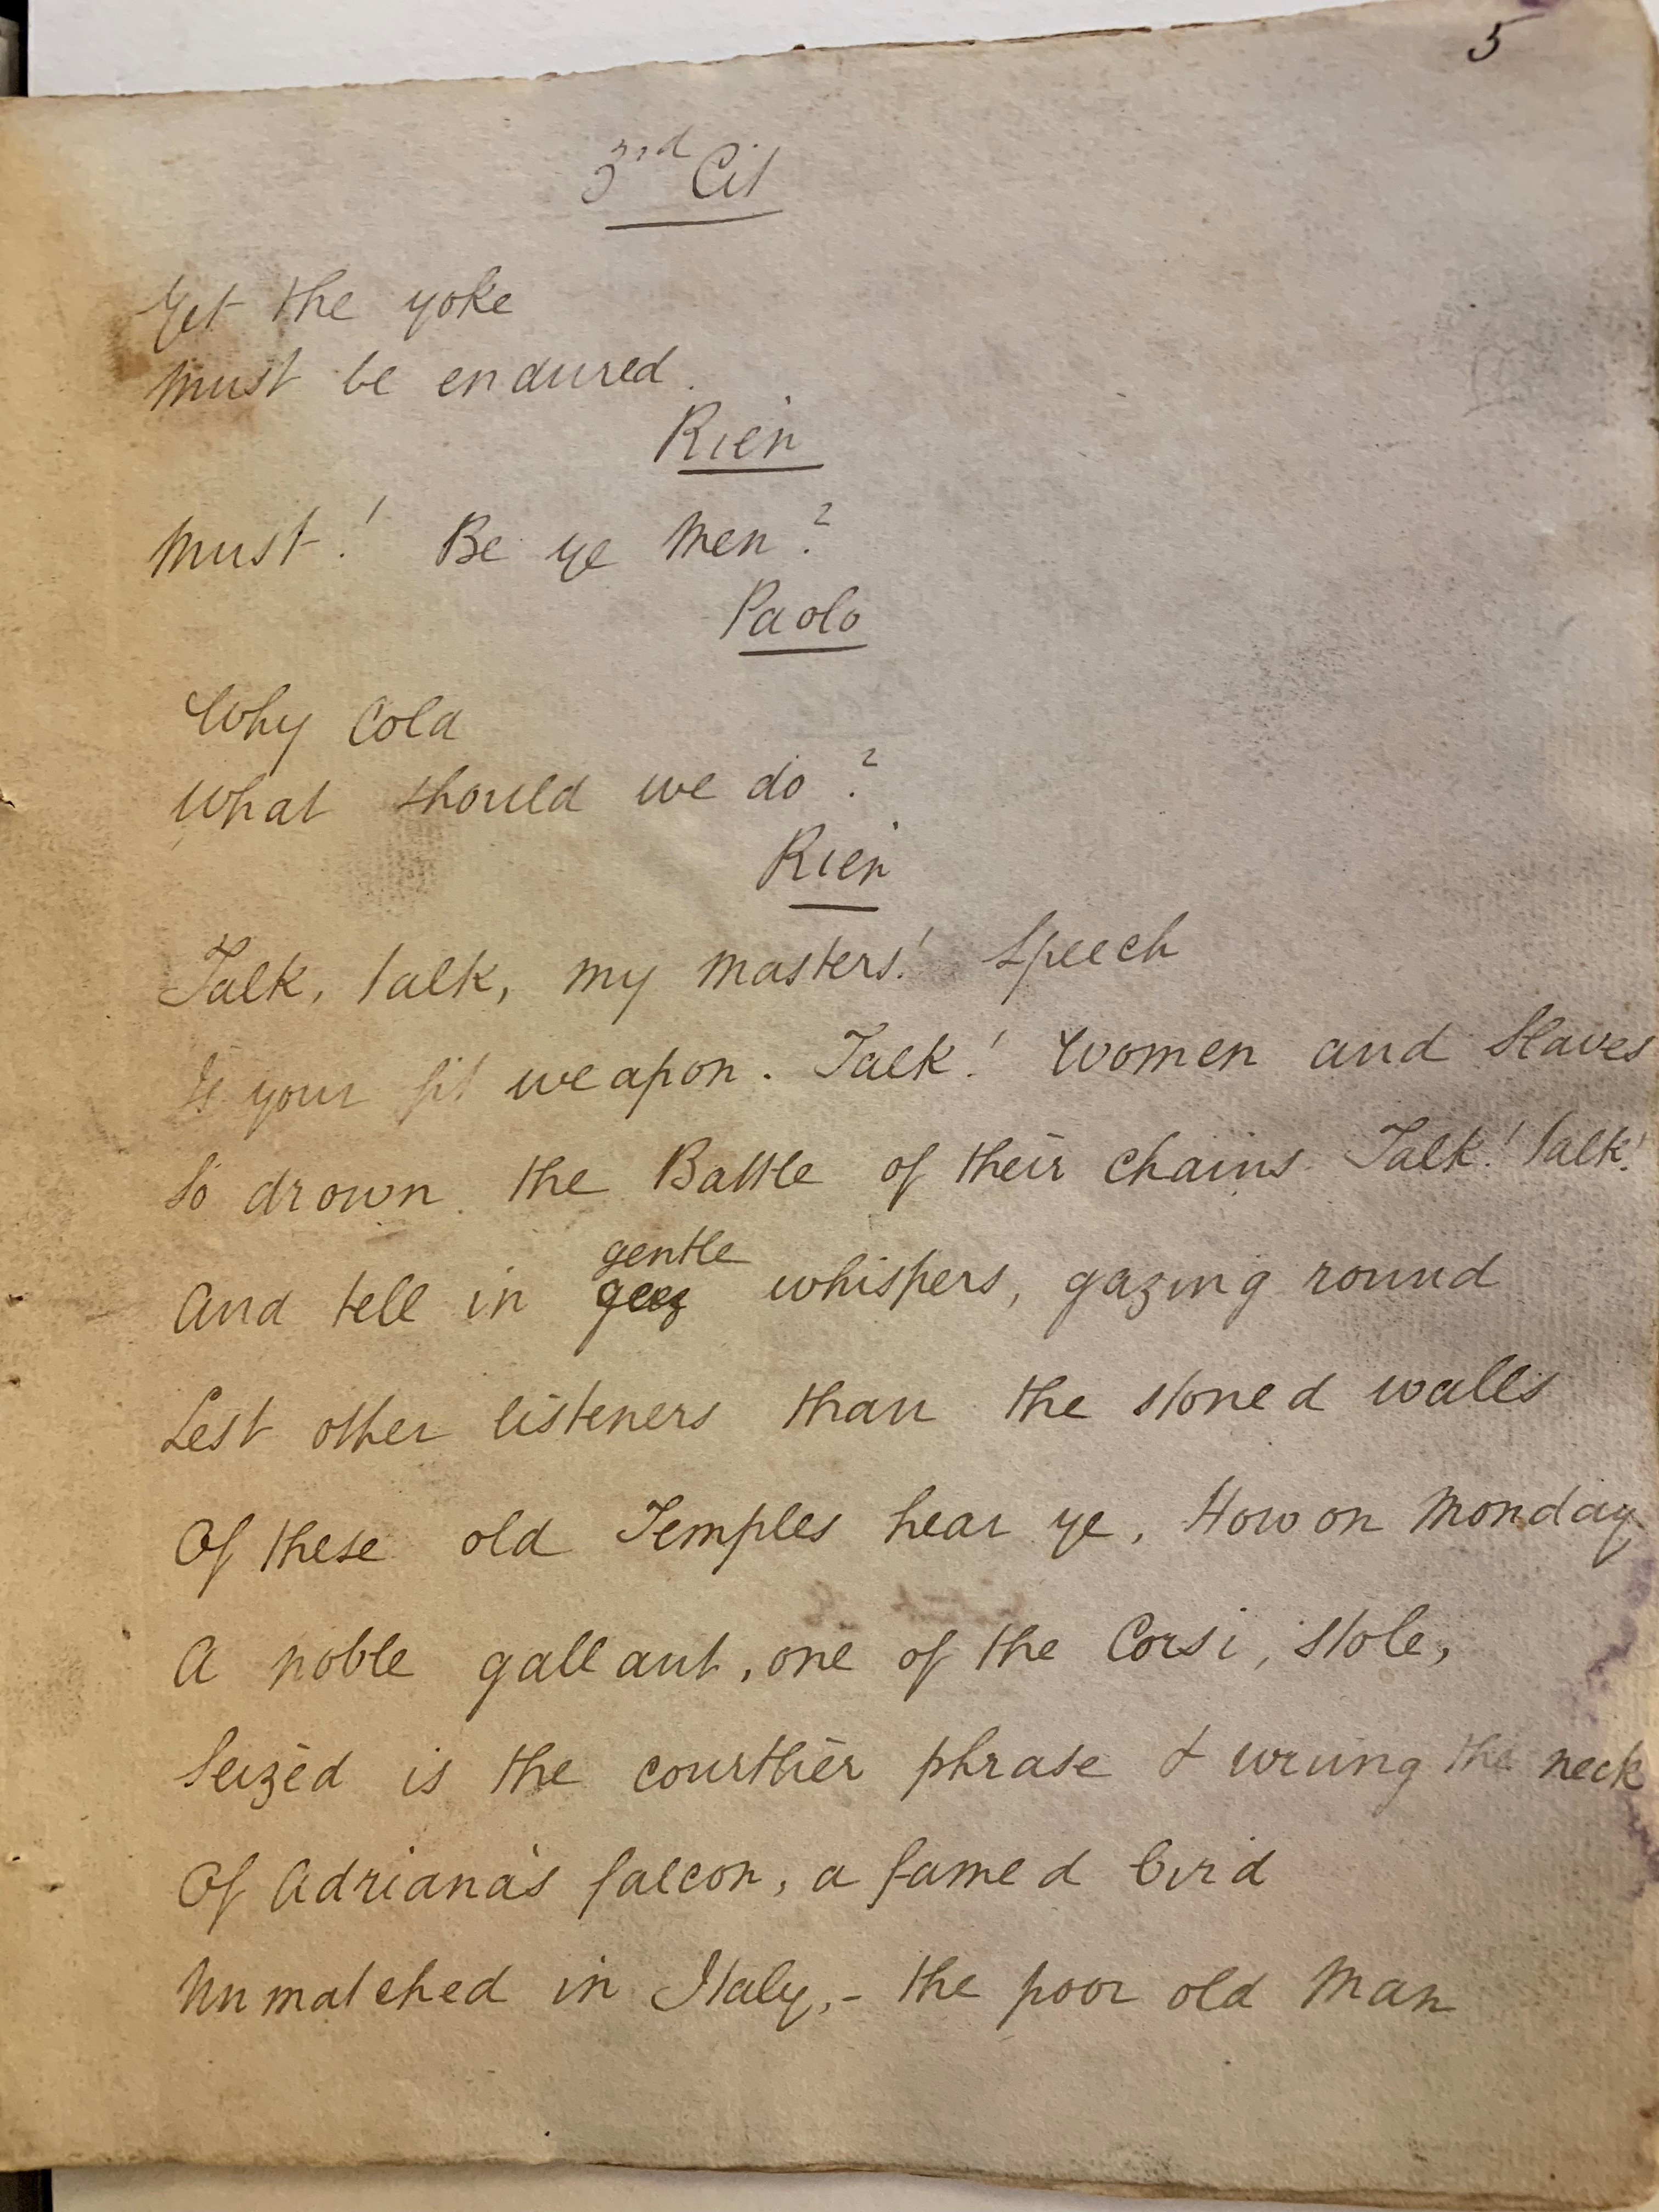 5
3rd Cit
Yet the yoke
Must be endured.
Rien
Must! Be ye Men?
Paolo
Why Cola
What should we do?
Rien
Talk, talk, my masters! Speech
Is your fit weapon. Talk! Women and Slaves
So drown the Battle of their chains. Talk! talk!
gentle
And tell in whispers, gazing round
Lest other listeners than the stoned walls
Of these old Temples hear ye, How on Monday
A noble gallant, one of the Corsi, stole,
Seized is the courtlier phrase & wrung the neck
Of Adriana's falcon, a famed bird
Unmatched in Italy, - the poor old Man